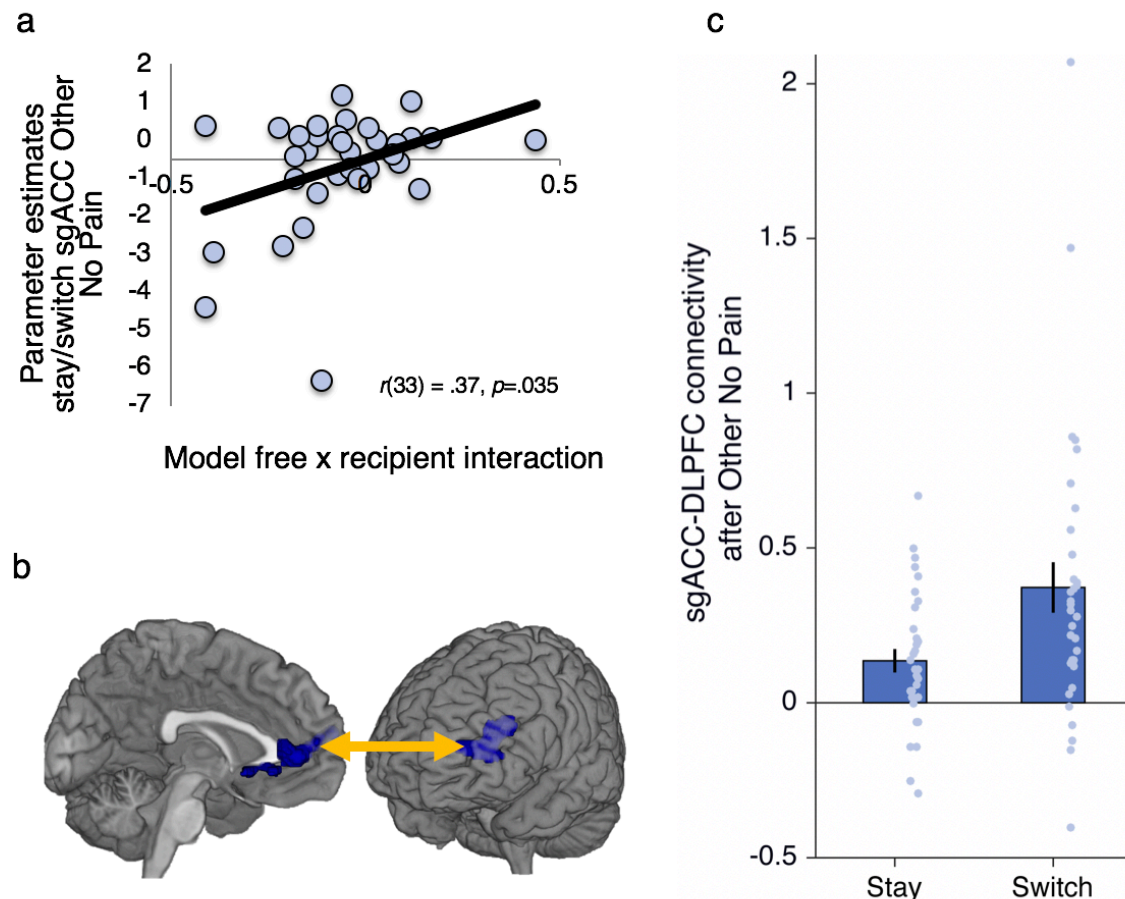 a
2
1
0
-1
-2
-3
-4
-5
-6
-7
Parameter estimates
stay/switch sgACC Other
No Pain
-0.5
0
0.5
r(33) = .37, p=.035
Model free x recipient interaction
b
c
2
1.5
1
0.5
0
-0.5
sgACC-DLPFC connectivity
after Other No Pain
Stay
Switch